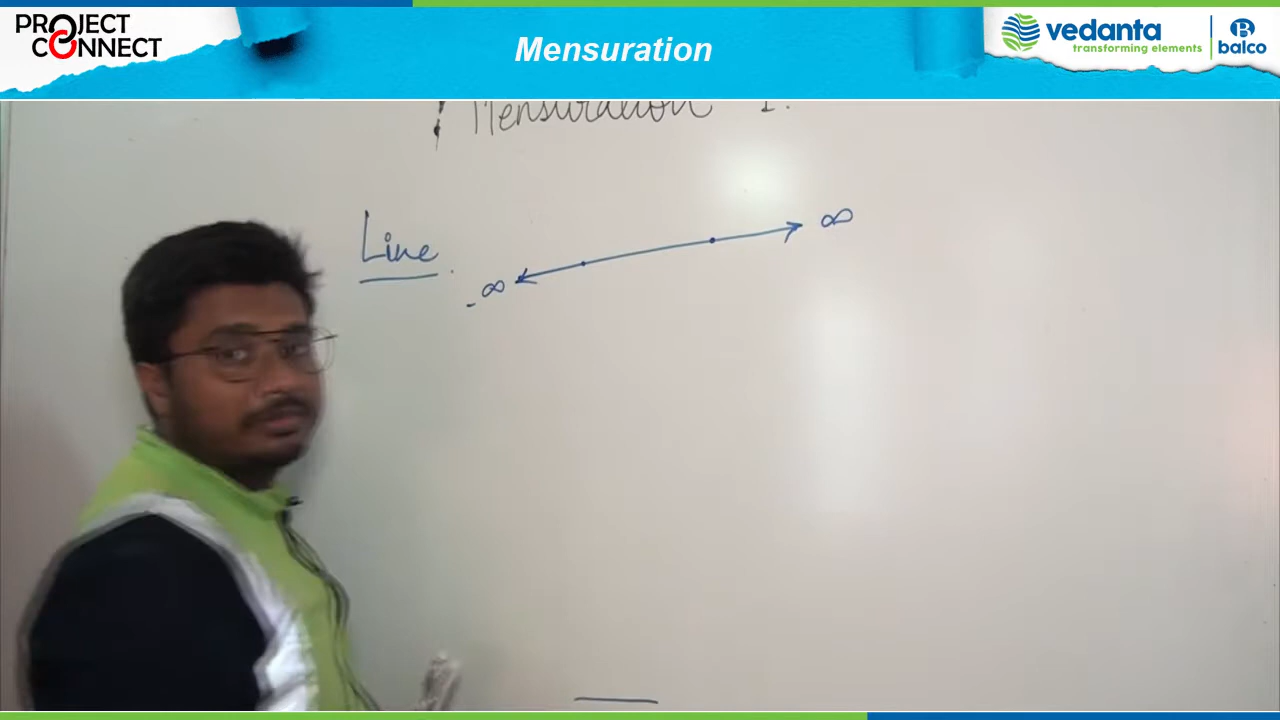 PROJECT
CONNECT
Mensuration
vedanta
transforming elements
balco
Mensuration I.
Line.
-∞ ∞